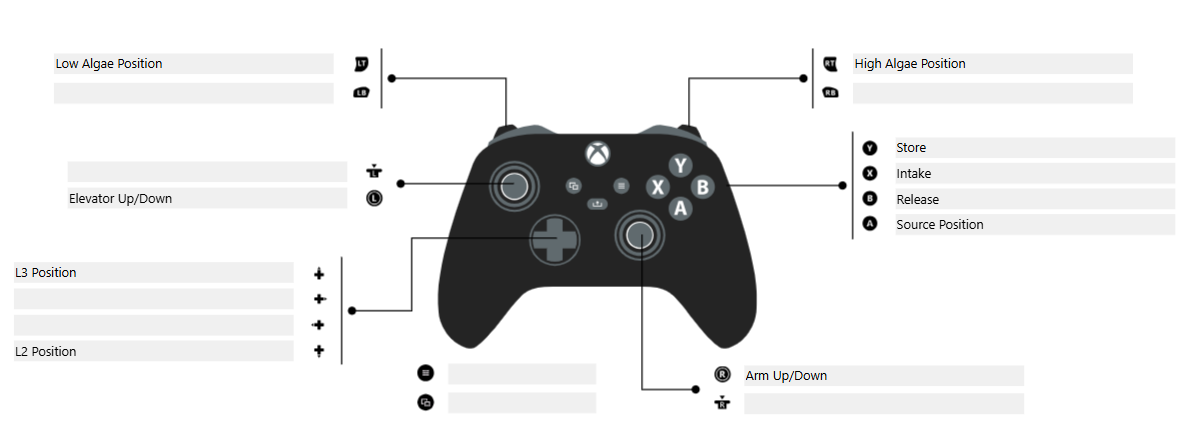 Low Algae Position
LT
LB
RT
High Algae Position
RB
Y
Store
X
Intake
B
Release
A
Source Position
L
Elevator Up/Down
L
Y
X
B
A
L3 Position
L2 Position
R
Arm Up/Down
R